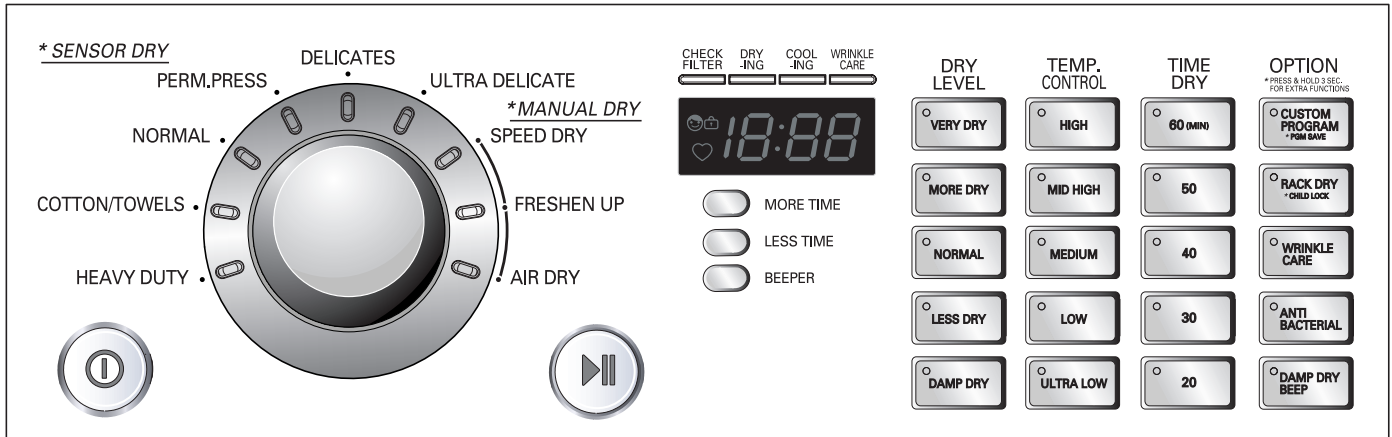 * SENSOR DRY
DELICATES
PERM.PRESS
ULTRA DELICATE
*MANUAL DRY
NORMAL
SPEED DRY
COTTON/TOWELS
FRESHEN UP
HEAVY DUTY
AIR DRY
CHECK
FILTER
DRY
-ING
COOL
-ING
WRINKLE
CARE
18:88
MORE TIME
LESS TIME
BEEPER
DRY
LEVEL
VERY DRY
MORE DRY
NORMAL
LESS DRY
DAMP DRY
TEMP.
CONTROL
HIGH
MID HIGH
MEDIUM
LOW
ULTRA LOW
TIME
DRY
60 (MIN)
50
40
30
20
OPTION
* PRESS & HOLD 3 SEC.
FOR EXTRA FUNCTIONS
CUSTOM
PROGRAM
* PGM SAVE
RACK DRY
* CHILD LOCK
WRINKLE
CARE
ANTI
BACTERIAL
DAMP DRY
BEEP